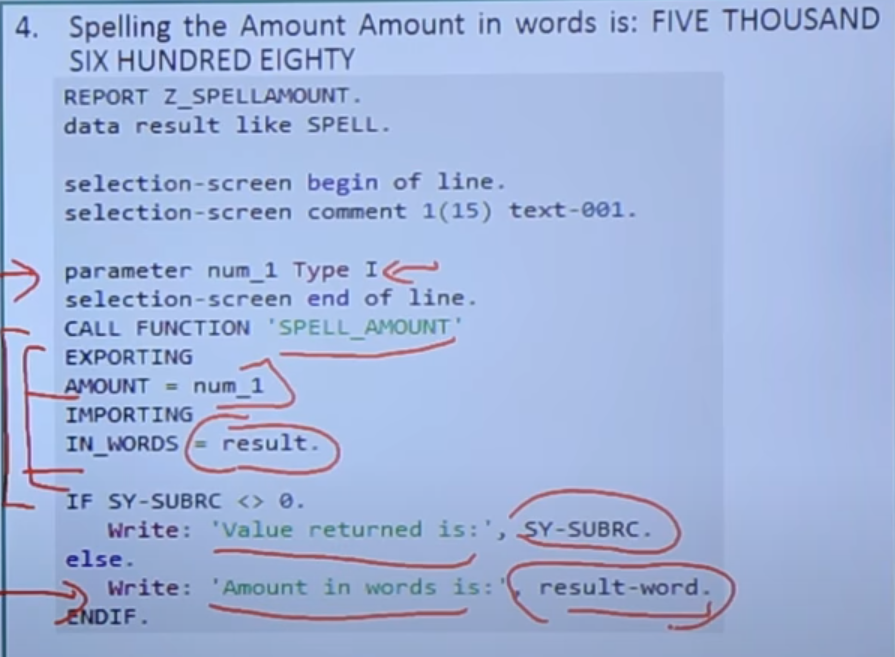 4. Spelling the Amount Amount in words is: FIVE THOUSAND
SIX HUNDRED EIGHTY
REPORT Z_SPELLAMOUNT.
data result like SPELL.
selection-screen begin of line.
selection-screen comment 1(15) text-001.
parameter num_1 Type I
selection-screen end of line.
CALL FUNCTION 'SPELL_AMOUNT'
EXPORTING
AMOUNT = num_1
IMPORTING
IN_WORDS = result.
IF SY-SUBRC <> 0.
Write: 'Value returned is:', SY-SUBRC.
else.
Write: 'Amount in words is:', result-word.
ENDIF.